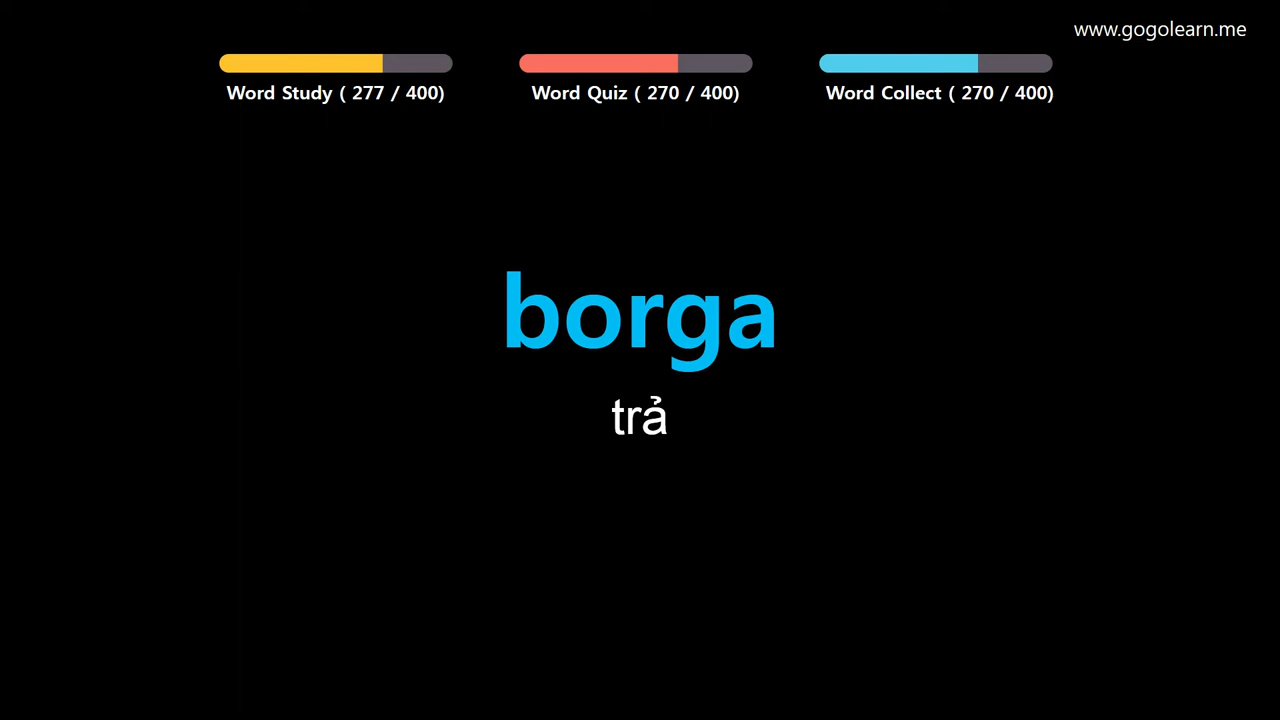 www.gogolearn.me
Word Study ( 277 / 400)
Word Quiz ( 270 / 400)
Word Collect ( 270 / 400)
borga
trả